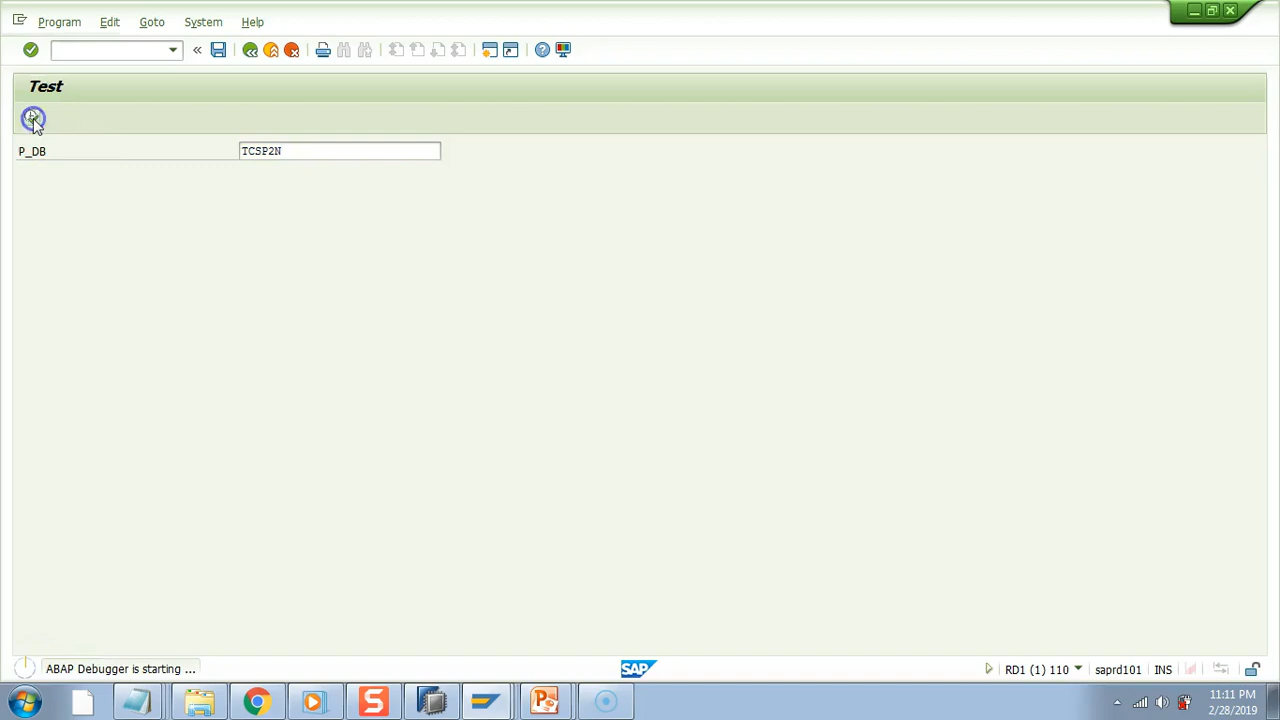 Program Edit Goto System Help
Test
P_DB TCSP2N
ABAP Debugger is starting ... SAP RD1 (1) 110 saprd101 INS
11:11 PM
2/28/2019